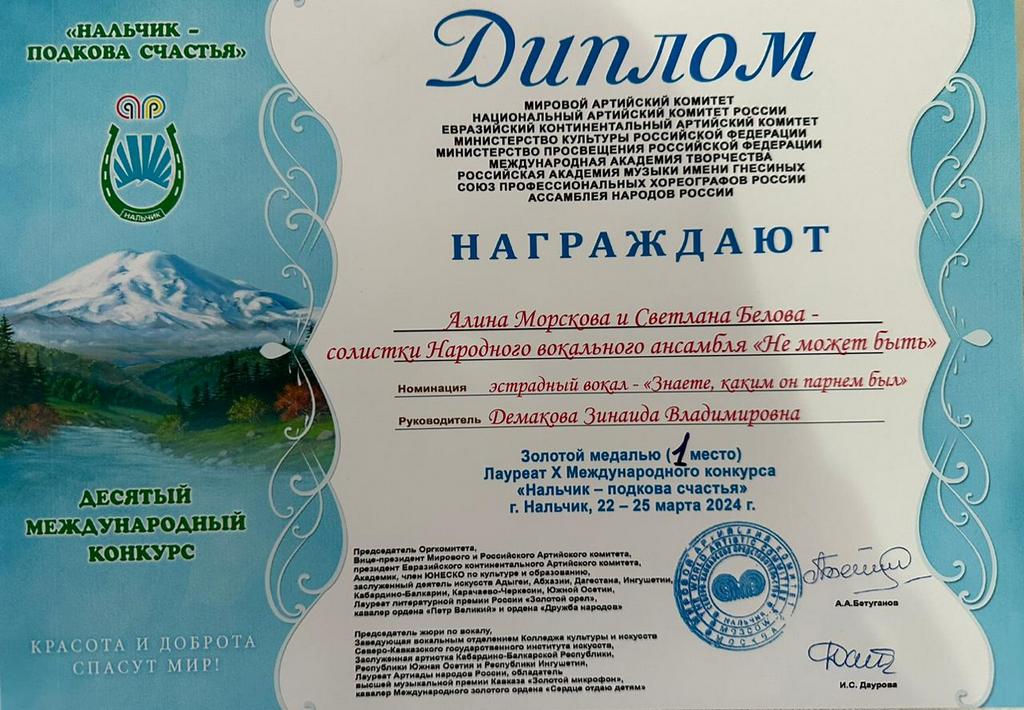 «НАЛЬЧИК –
ПОДКОВА СЧАСТЬЯ»
НАЛЬЧИК
ДЕСЯТЫЙ
МЕЖДУНАРОДНЫЙ
КОНКУРС
КРАСОТА И ДОБРОТА
СПАСУТ МИР!
Диплом
МИРОВОЙ АРТИЙСКИЙ КОМИТЕТ
НАЦИОНАЛЬНЫЙ АРТИЙСКИЙ КОМИТЕТ РОССИИ
ЕВРАЗИЙСКИЙ КОНТИНЕНТАЛЬНЫЙ АРТИЙСКИЙ КОМИТЕТ
МИНИСТЕРСТВО КУЛЬТУРЫ РОССИЙСКОЙ ФЕДЕРАЦИИ
МИНИСТЕРСТВО ПРОСВЕЩЕНИЯ РОССИЙСКОЙ ФЕДЕРАЦИИ
МЕЖДУНАРОДНАЯ АКАДЕМИЯ ТВОРЧЕСТВА
РОССИЙСКАЯ АКАДЕМИЯ МУЗЫКИ ИМЕНИ ГНЕСИНЫХ
СОЮЗ ПРОФЕССИОНАЛЬНЫХ ХОРЕОГРАФОВ РОССИИ
АССАМБЛЕЯ НАРОДОВ РОССИИ
НАГРАЖДАЮТ
Алина Морскова и Светлана Белова -
солистки Народного вокального ансамбля «Не может быть»
Номинация эстрадный вокал - «Знаете, каким он парнем был»
Руководитель Демакова Зинаида Владимировна
Золотой медалью (1 место)
Лауреат X Международного конкурса
«Нальчик – подкова счастья»
г. Нальчик, 22 – 25 марта 2024 г.
Председатель Оргкомитета,
Вице-президент Мирового и Российского Артийского комитета,
президент Евразийского континентального Артийского комитета,
Академик, член ЮНЕСКО по культуре и образованию,
заслуженный деятель искусств Адыгеи, Абхазии, Дагестана, Ингушетии,
Кабардино-Балкарии, Карачаево-Черкесии, Южной Осетии,
Лауреат литературной премии России «Золотой орел»,
кавалер ордена «Петр Великий» и ордена «Дружба народов»
А.А.Бетуганов
Председатель жюри по вокалу,
Заведующая вокальным отделением Колледжа культуры и искусств
Северо-Кавказского государственного института искусств,
Заслуженная артистка Кабардино-Балкарской Республики,
Республики Южная Осетия и Республики Ингушетии,
Лауреат Артиады народов России, обладатель
высшей музыкальной премии Кавказа «Золотой микрофон»,
кавалер Международного золотого ордена «Сердце отдаю детям»
И.С. Даурова